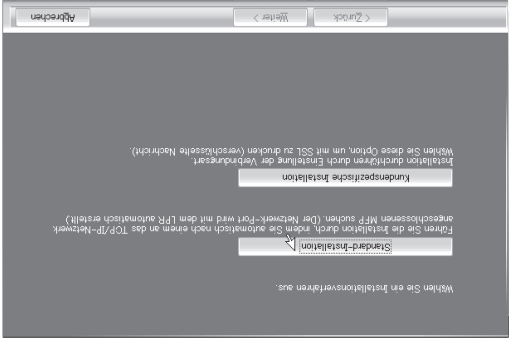 Wählen Sie ein Installationsverfahren aus.
Standard-Installation
Führen Sie die Installation durch, indem Sie automatisch nach einem an das TCP/IP-Netzwerk
angeschlossenen MFP suchen. (Der Netzwerk-Port wird mit dem LPR automatisch erstellt.)
Kundenspezifische Installation
Installation durchführen durch Einstellung der Verbindungsart.
Wählen Sie diese Option, um mit SSL zu drucken (verschlüsselte Nachricht).
< Zurück
Weiter >
Abbrechen